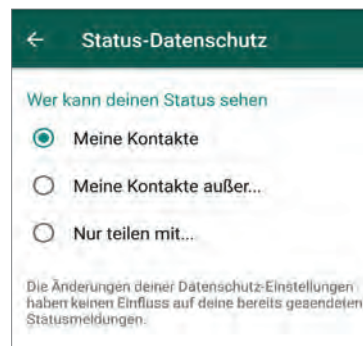 Status-Datenschutz
Wer kann deinen Status sehen
Meine Kontakte
Meine Kontakte außer...
Nur teilen mit...
Die Änderungen deiner Datenschutz-Einstellungen
haben keinen Einfluss auf deine bereits gesendeten
Statusmeldungen.